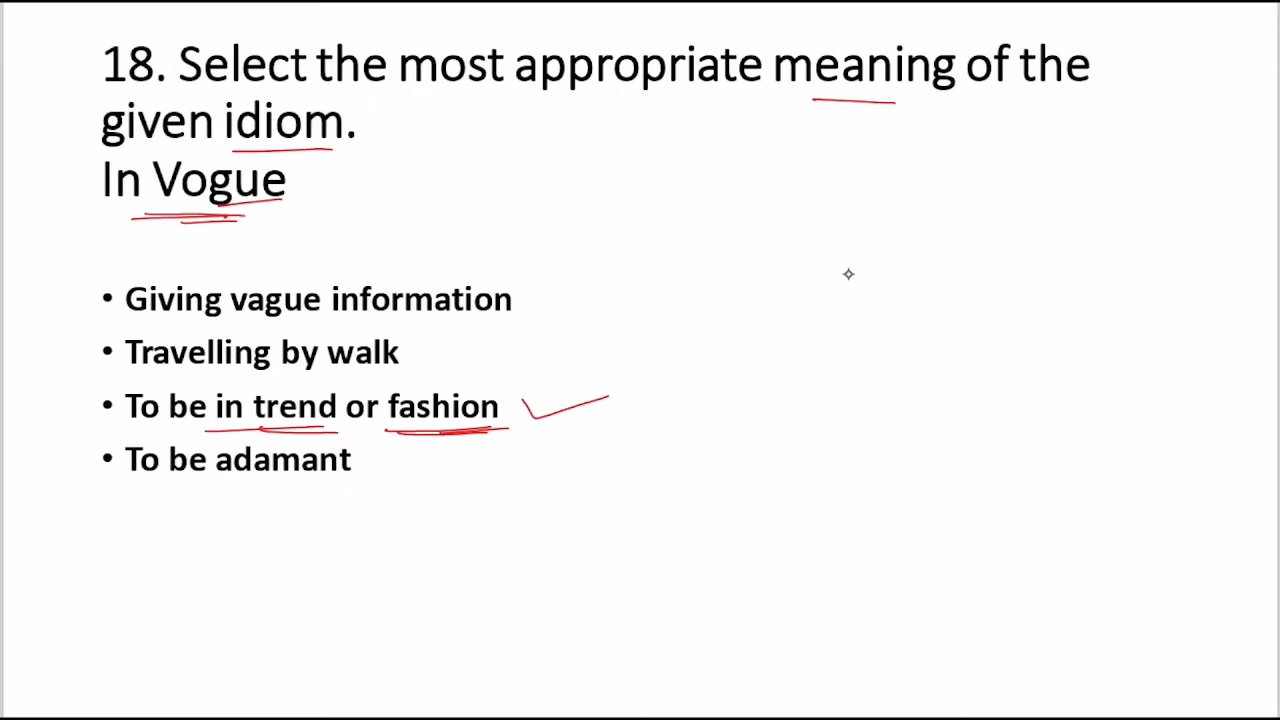 18. Select the most appropriate meaning of the
given idiom.
In Vogue
• Giving vague information
• Travelling by walk
• To be in trend or fashion
• To be adamant